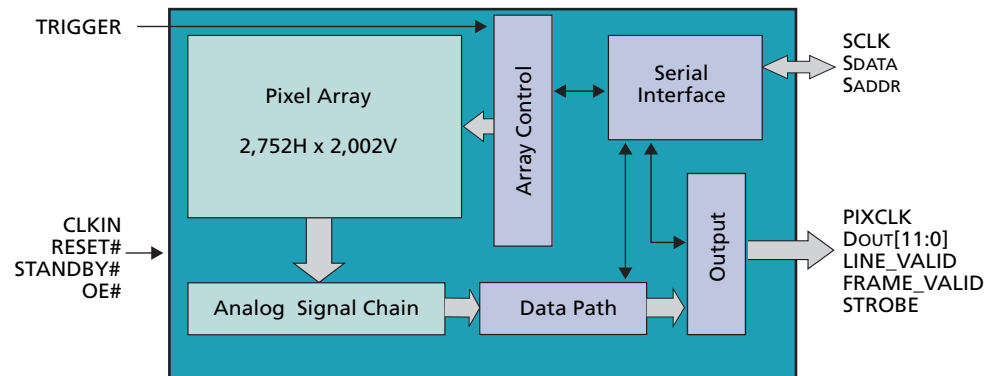 TRIGGER
Pixel Array
2,752H x 2,002V
Array Control
Serial
Interface
SCLK
SDATA
SADDR
CLKIN
RESET#
STANDBY#
OE#
Analog Signal Chain
Data Path
Output
PIXCLK
DOUT[11:0]
LINE_VALID
FRAME_VALID
STROBE